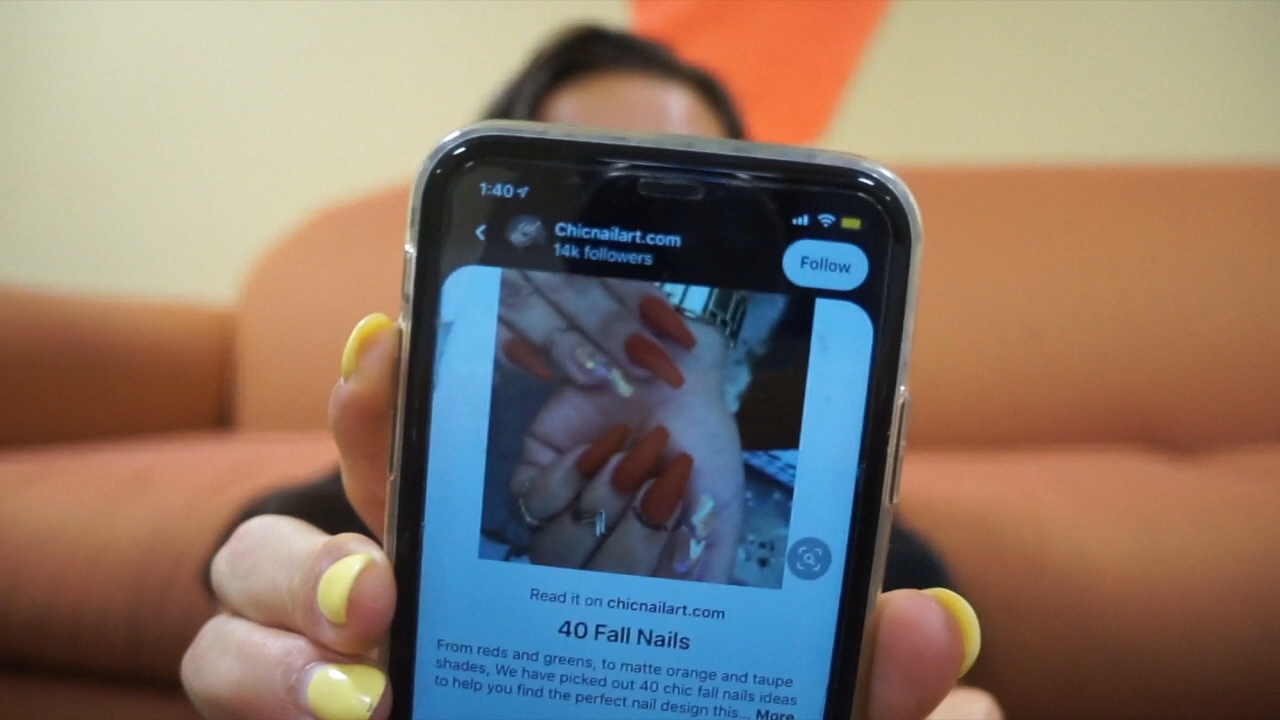 1:40
Chicnailart.com
14k followers
Follow
Read it on chicnailart.com
40 Fall Nails
From reds and greens, to matte orange and taupe
shades, We have picked out 40 chic fall nails ideas
to help you find the perfect nail design this... More